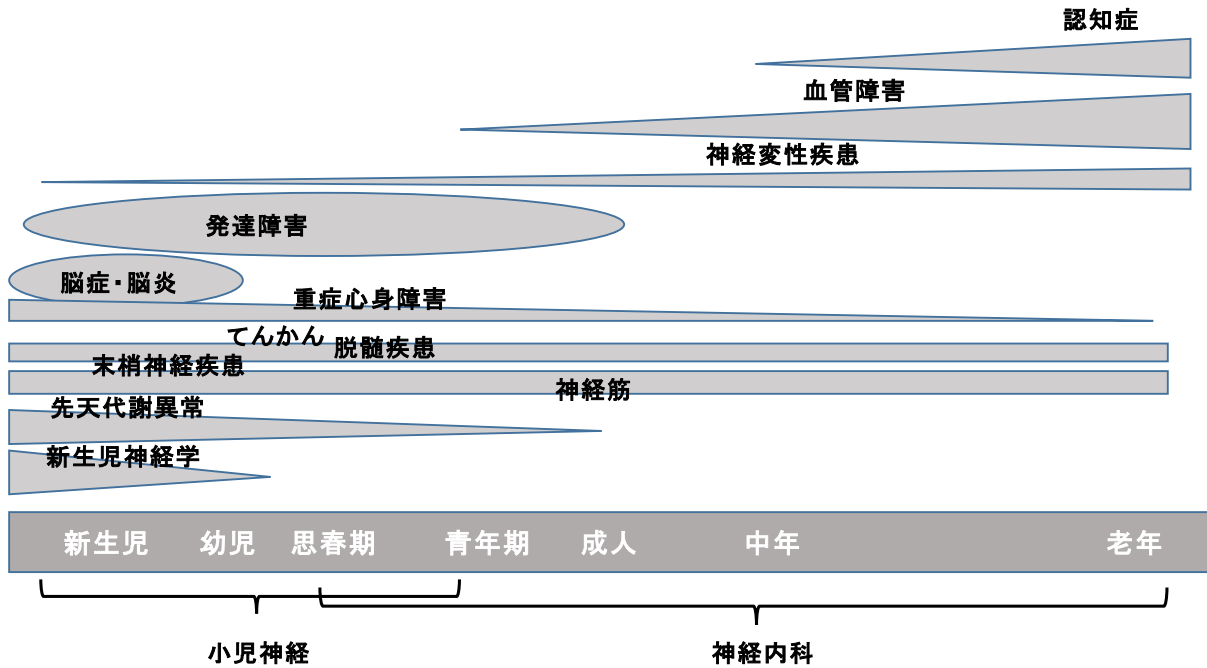 認知症
血管障害
神経変性疾患
発達障害
脳症・脳炎
重症心身障害
てんかん
脱髄疾患
末梢神経疾患
神経筋
先天代謝異常
新生児神経学
新生児 幼児 思春期 青年期 成人 中年 老年
小児神経 神経内科